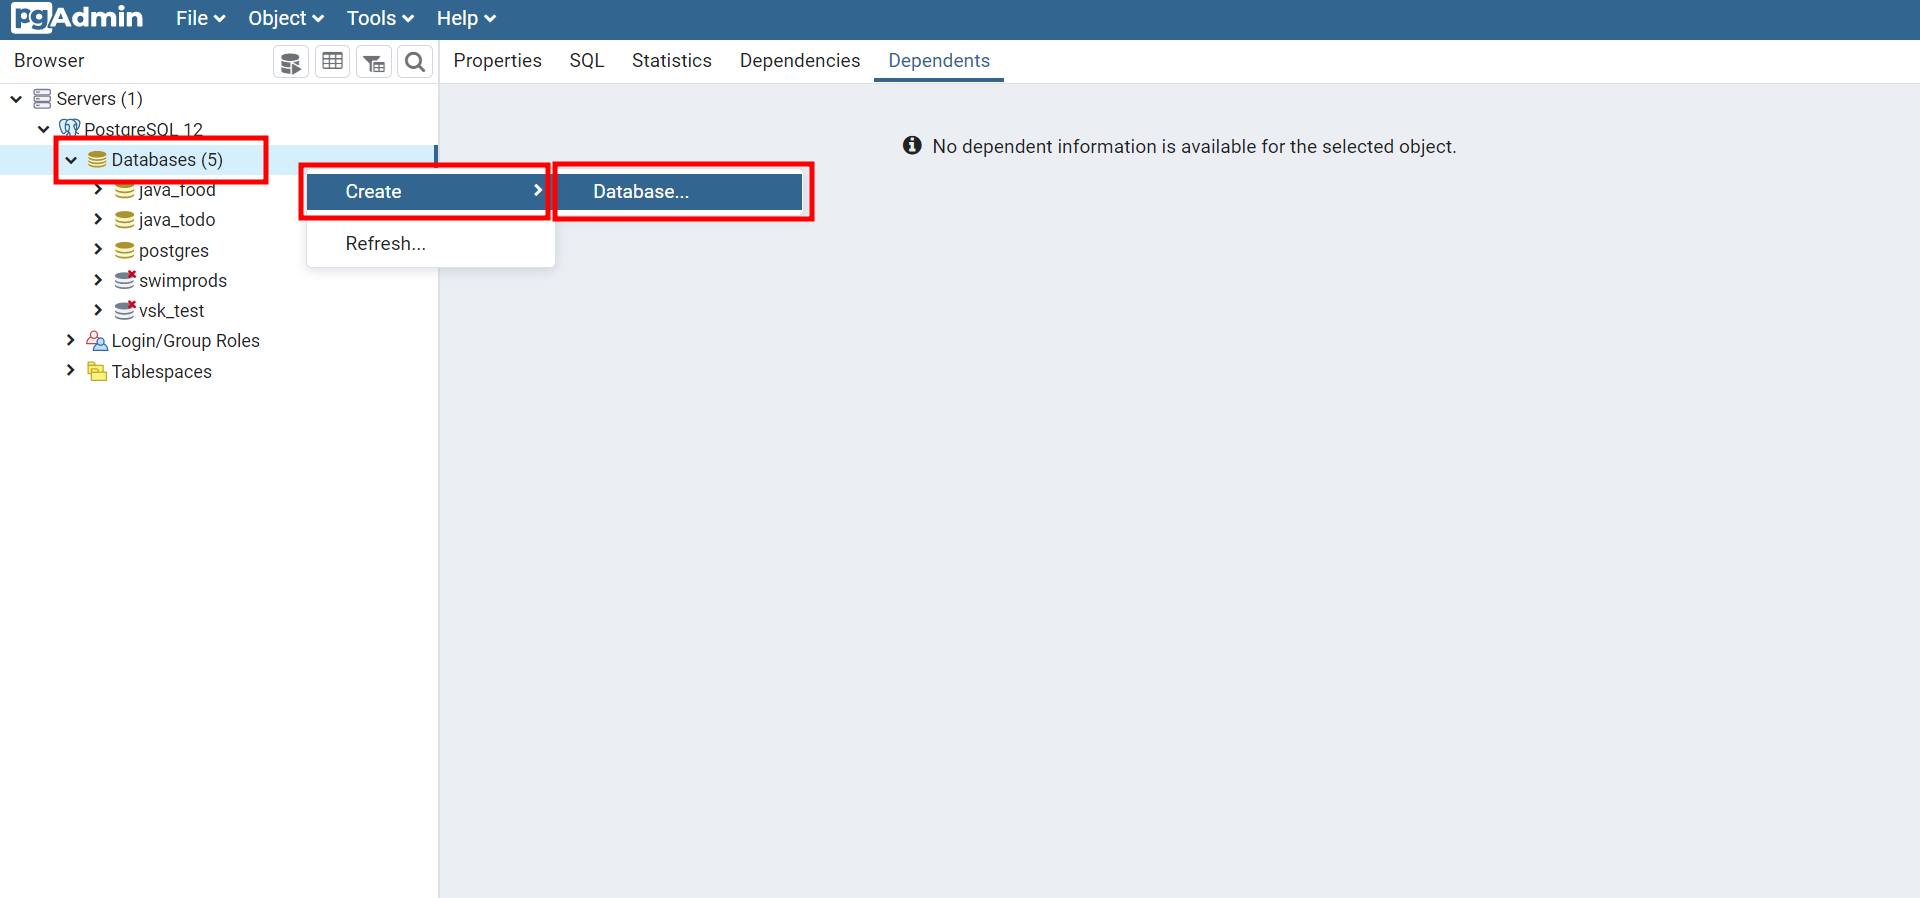 pgAdmin File Object Tools Help
Browser
Properties SQL Statistics Dependencies Dependents
Servers (1)
PostgreSQL 12
Databases (5)
java_food
java_todo
postgres
swimprods
vsk_test
Login/Group Roles
Tablespaces
Create
Database...
Refresh...
No dependent information is available for the selected object.